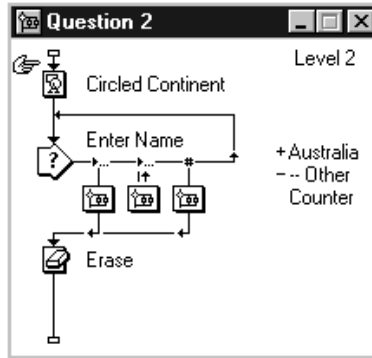 Question 2
Level 2
Circled Continent
Enter Name
?
#
+ Australia
- -- Other
Counter
Erase